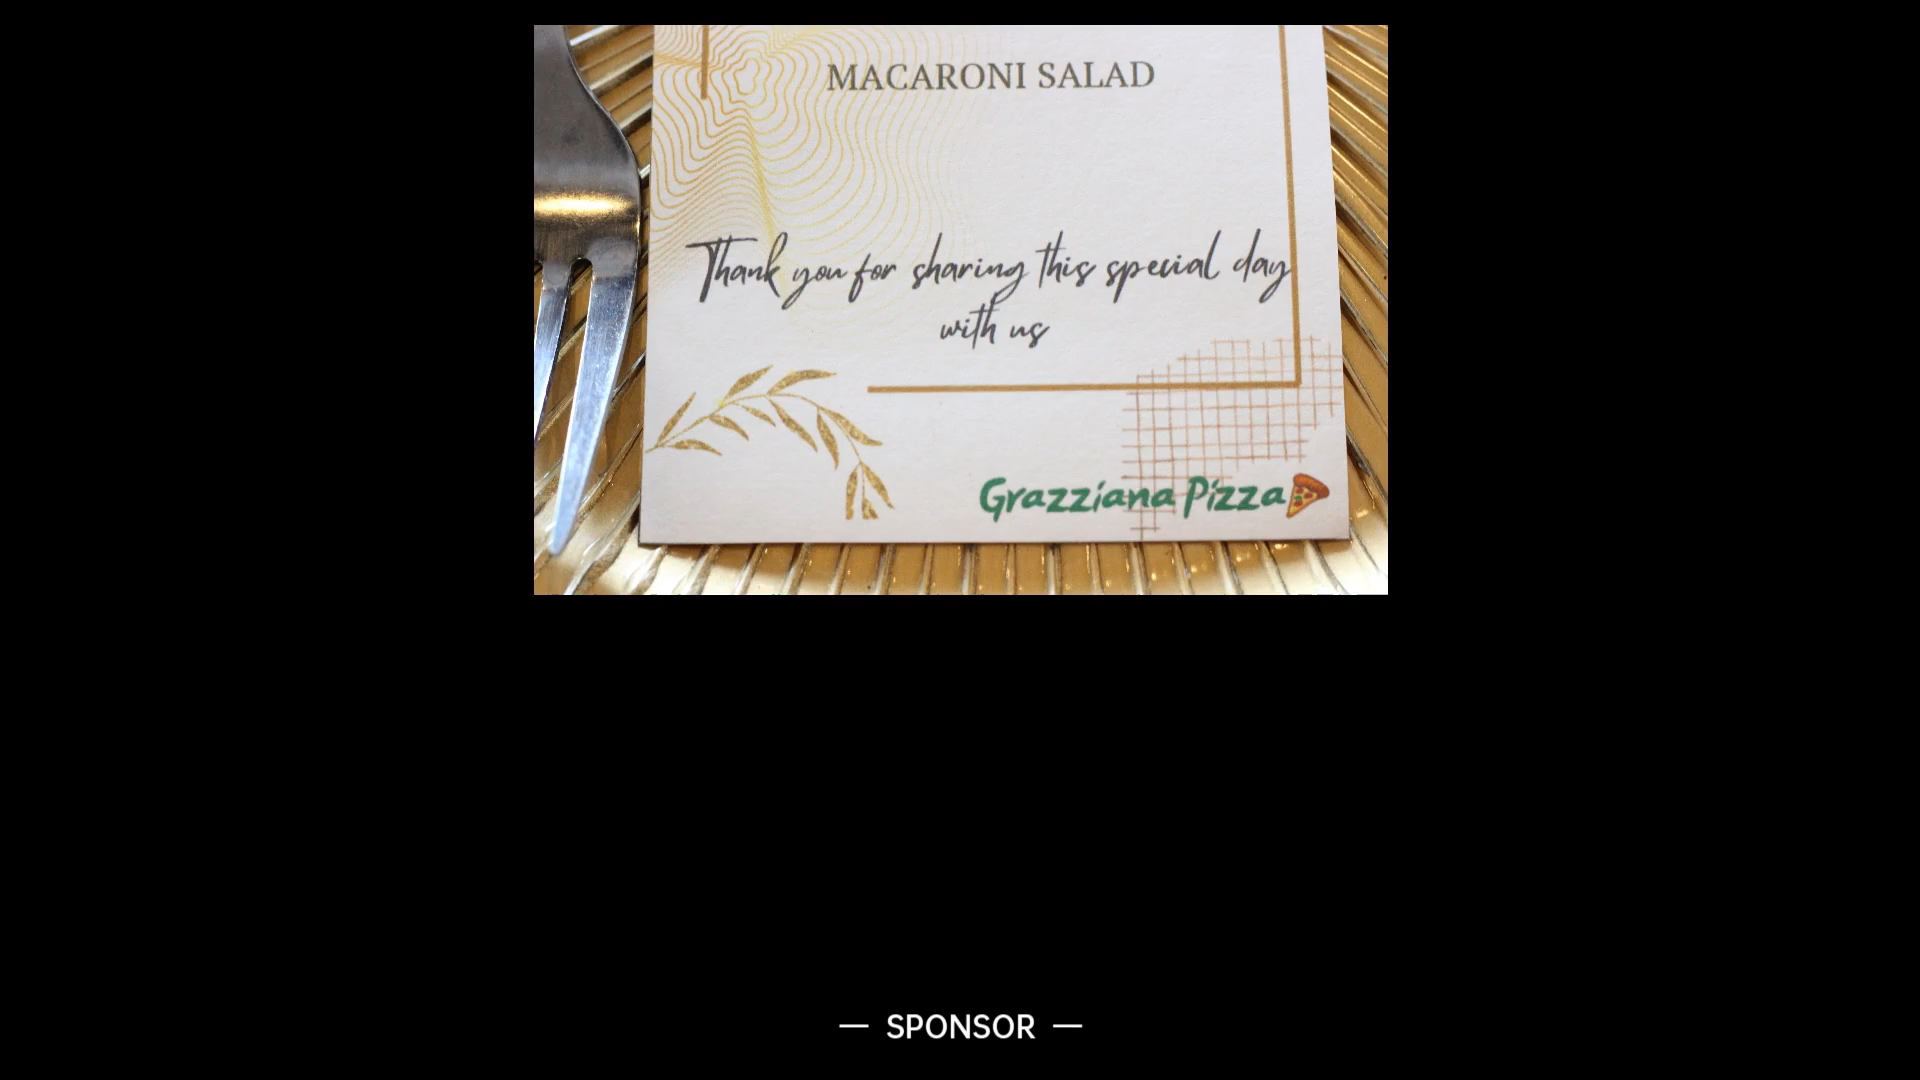 MACARONI SALAD
Thank you for sharing this special day
with us
Grazziana Pizza
— SPONSOR —